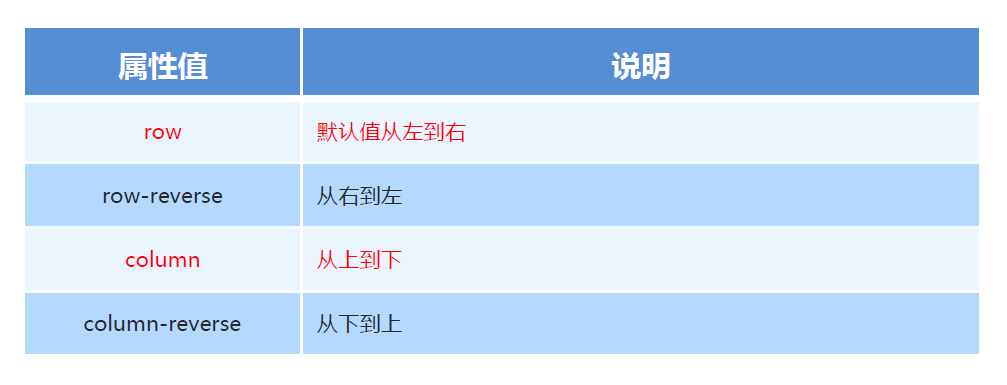 属性值 说明
row 默认值从左到右
row-reverse 从右到左
column 从上到下
column-reverse 从下到上